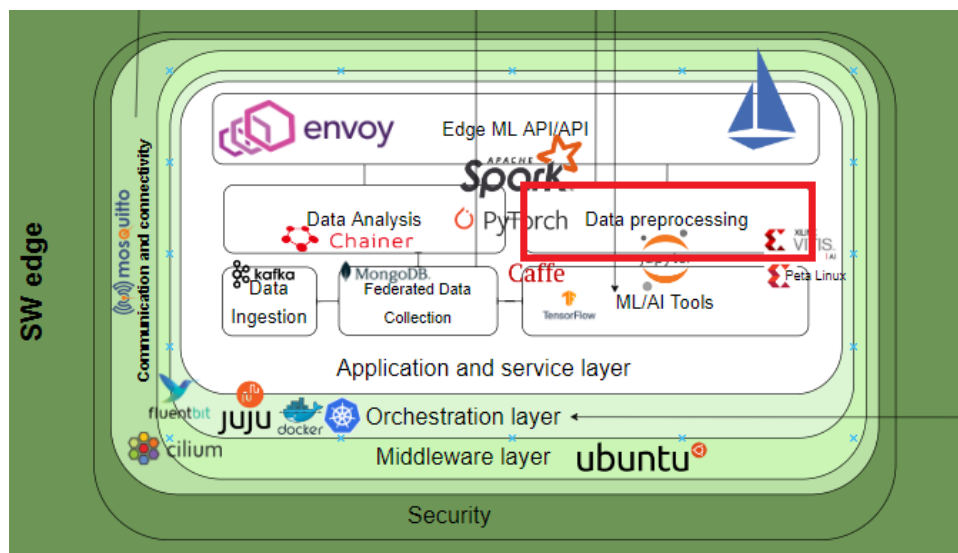 SW edge
Communication and connectivity
mosquitto
envoy
Edge ML API/API
APACHE
Spark
Data Analysis
PyTorch
Data preprocessing
Chainer
XILINX
VITIS
AI
kafka
MongoDB.
Caffe
jupyter
Peta Linux
Data
Ingestion
Federated Data
Collection
TensorFlow
ML/AI Tools
Application and service layer
fluentbit
JUJU
docker
Orchestration layer
cilium
Middleware layer
ubuntu
Security